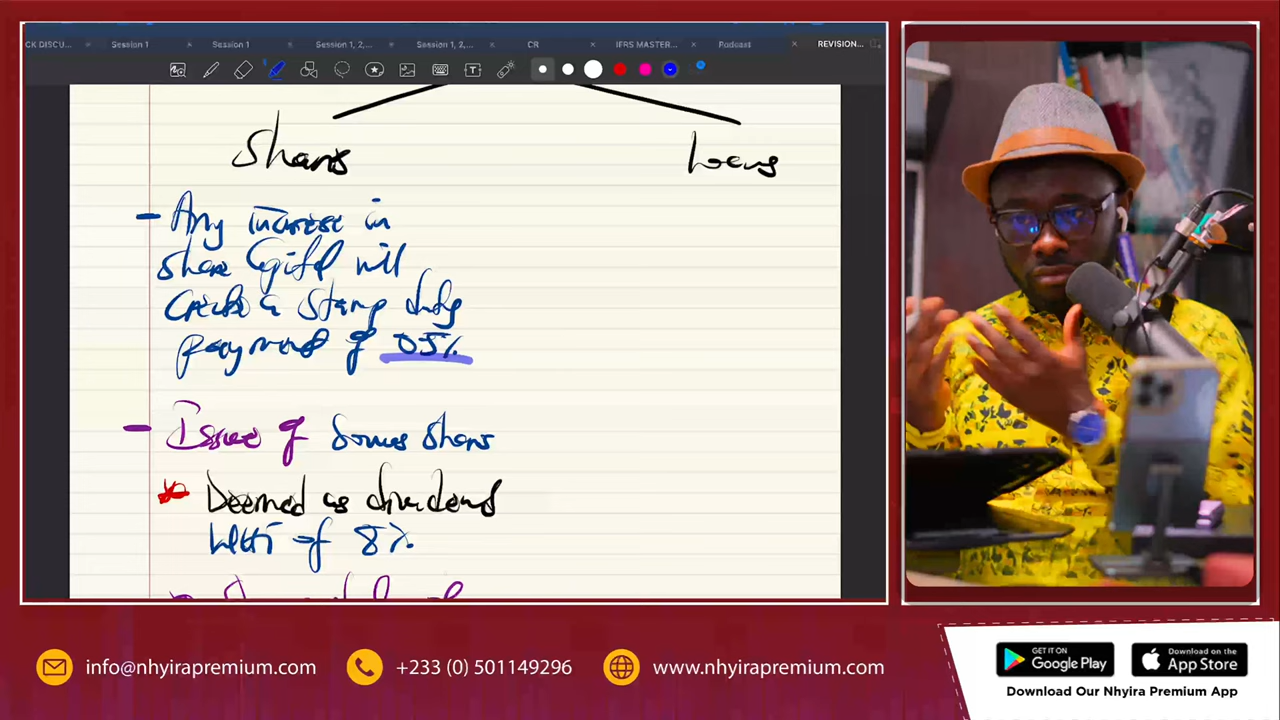 CK DISCU... Session 1 Session 1 Session 1, 2,... Session 1, 2,... CR IFRS MASTER... Podcast REVISION...
Shares Loans
- Any increase in
share capital will
create a stamp duty
payment of 0.5%
- Issue of Bonus shares
Deemed as dividend
WHT of 8%
info@nhyirapremium.com
+233 (0) 501149296
www.nhyirapremium.com
GET IT ON
Google Play
Download on the
App Store
Download Our Nhyira Premium App